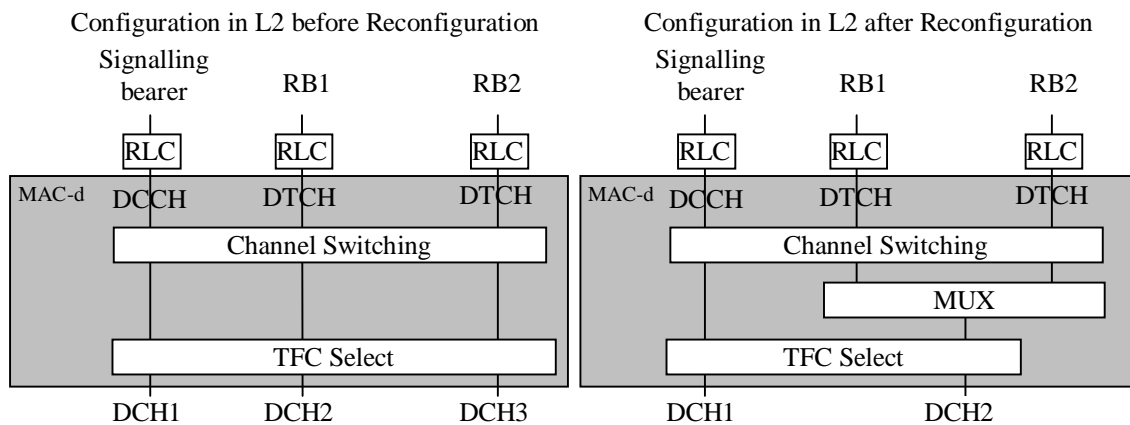 Configuration in L2 before Reconfiguration
Signalling
bearer
RB1
RB2
RLC
RLC
RLC
MAC-d
DCCH
DTCH
DTCH
Channel Switching
TFC Select
DCH1
DCH2
DCH3
Configuration in L2 after Reconfiguration
Signalling
bearer
RB1
RB2
RLC
RLC
RLC
MAC-d
DCCH
DTCH
DTCH
Channel Switching
MUX
TFC Select
DCH1
DCH2